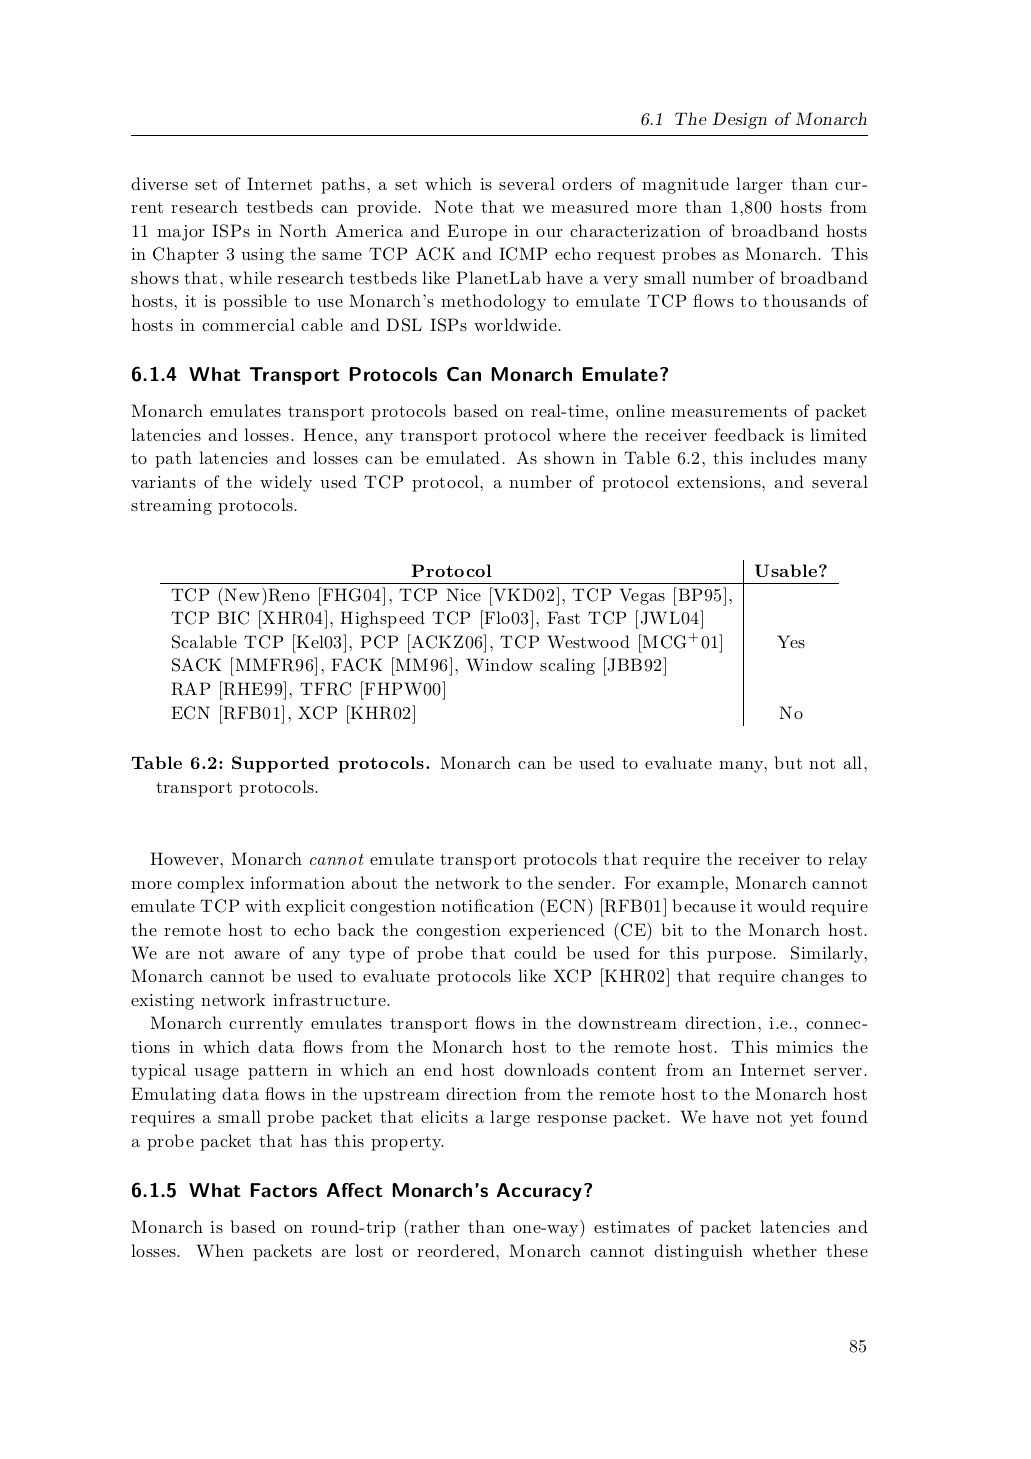 6.1 The Design of Monarch
diverse set of Internet paths, a set which is several orders of magnitude larger than cur-
rent research testbeds can provide. Note that we measured more than 1,800 hosts from
11 major ISPs in North America and Europe in our characterization of broadband hosts
in Chapter 3 using the same TCP ACK and ICMP echo request probes as Monarch. This
shows that, while research testbeds like PlanetLab have a very small number of broadband
hosts, it is possible to use Monarch's methodology to emulate TCP flows to thousands of
hosts in commercial cable and DSL ISPs worldwide.
6.1.4 What Transport Protocols Can Monarch Emulate?
Monarch emulates transport protocols based on real-time, online measurements of packet
latencies and losses. Hence, any transport protocol where the receiver feedback is limited
to path latencies and losses can be emulated. As shown in Table 6.2, this includes many
variants of the widely used TCP protocol, a number of protocol extensions, and several
streaming protocols.
Protocol Usable?
TCP (New)Reno [FHG04], TCP Nice [VKD02], TCP Vegas [BP95],
TCP BIC [XHR04], Highspeed TCP [Flo03], Fast TCP [JWL04]
Scalable TCP [Kel03], PCP [ACKZ06], TCP Westwood [MCG+01] Yes
SACK [MMFR96], FACK [MM96], Window scaling [JBB92]
RAP [RHE99], TFRC [FHPW00]
ECN [RFB01], XCP [KHR02] No
Table 6.2: Supported protocols. Monarch can be used to evaluate many, but not all,
transport protocols.
However, Monarch cannot emulate transport protocols that require the receiver to relay
more complex information about the network to the sender. For example, Monarch cannot
emulate TCP with explicit congestion notification (ECN) [RFB01] because it would require
the remote host to echo back the congestion experienced (CE) bit to the Monarch host.
We are not aware of any type of probe that could be used for this purpose. Similarly,
Monarch cannot be used to evaluate protocols like XCP [KHR02] that require changes to
existing network infrastructure.
Monarch currently emulates transport flows in the downstream direction, i.e., connec-
tions in which data flows from the Monarch host to the remote host. This mimics the
typical usage pattern in which an end host downloads content from an Internet server.
Emulating data flows in the upstream direction from the remote host to the Monarch host
requires a small probe packet that elicits a large response packet. We have not yet found
a probe packet that has this property.
6.1.5 What Factors Affect Monarch's Accuracy?
Monarch is based on round-trip (rather than one-way) estimates of packet latencies and
losses. When packets are lost or reordered, Monarch cannot distinguish whether these
85